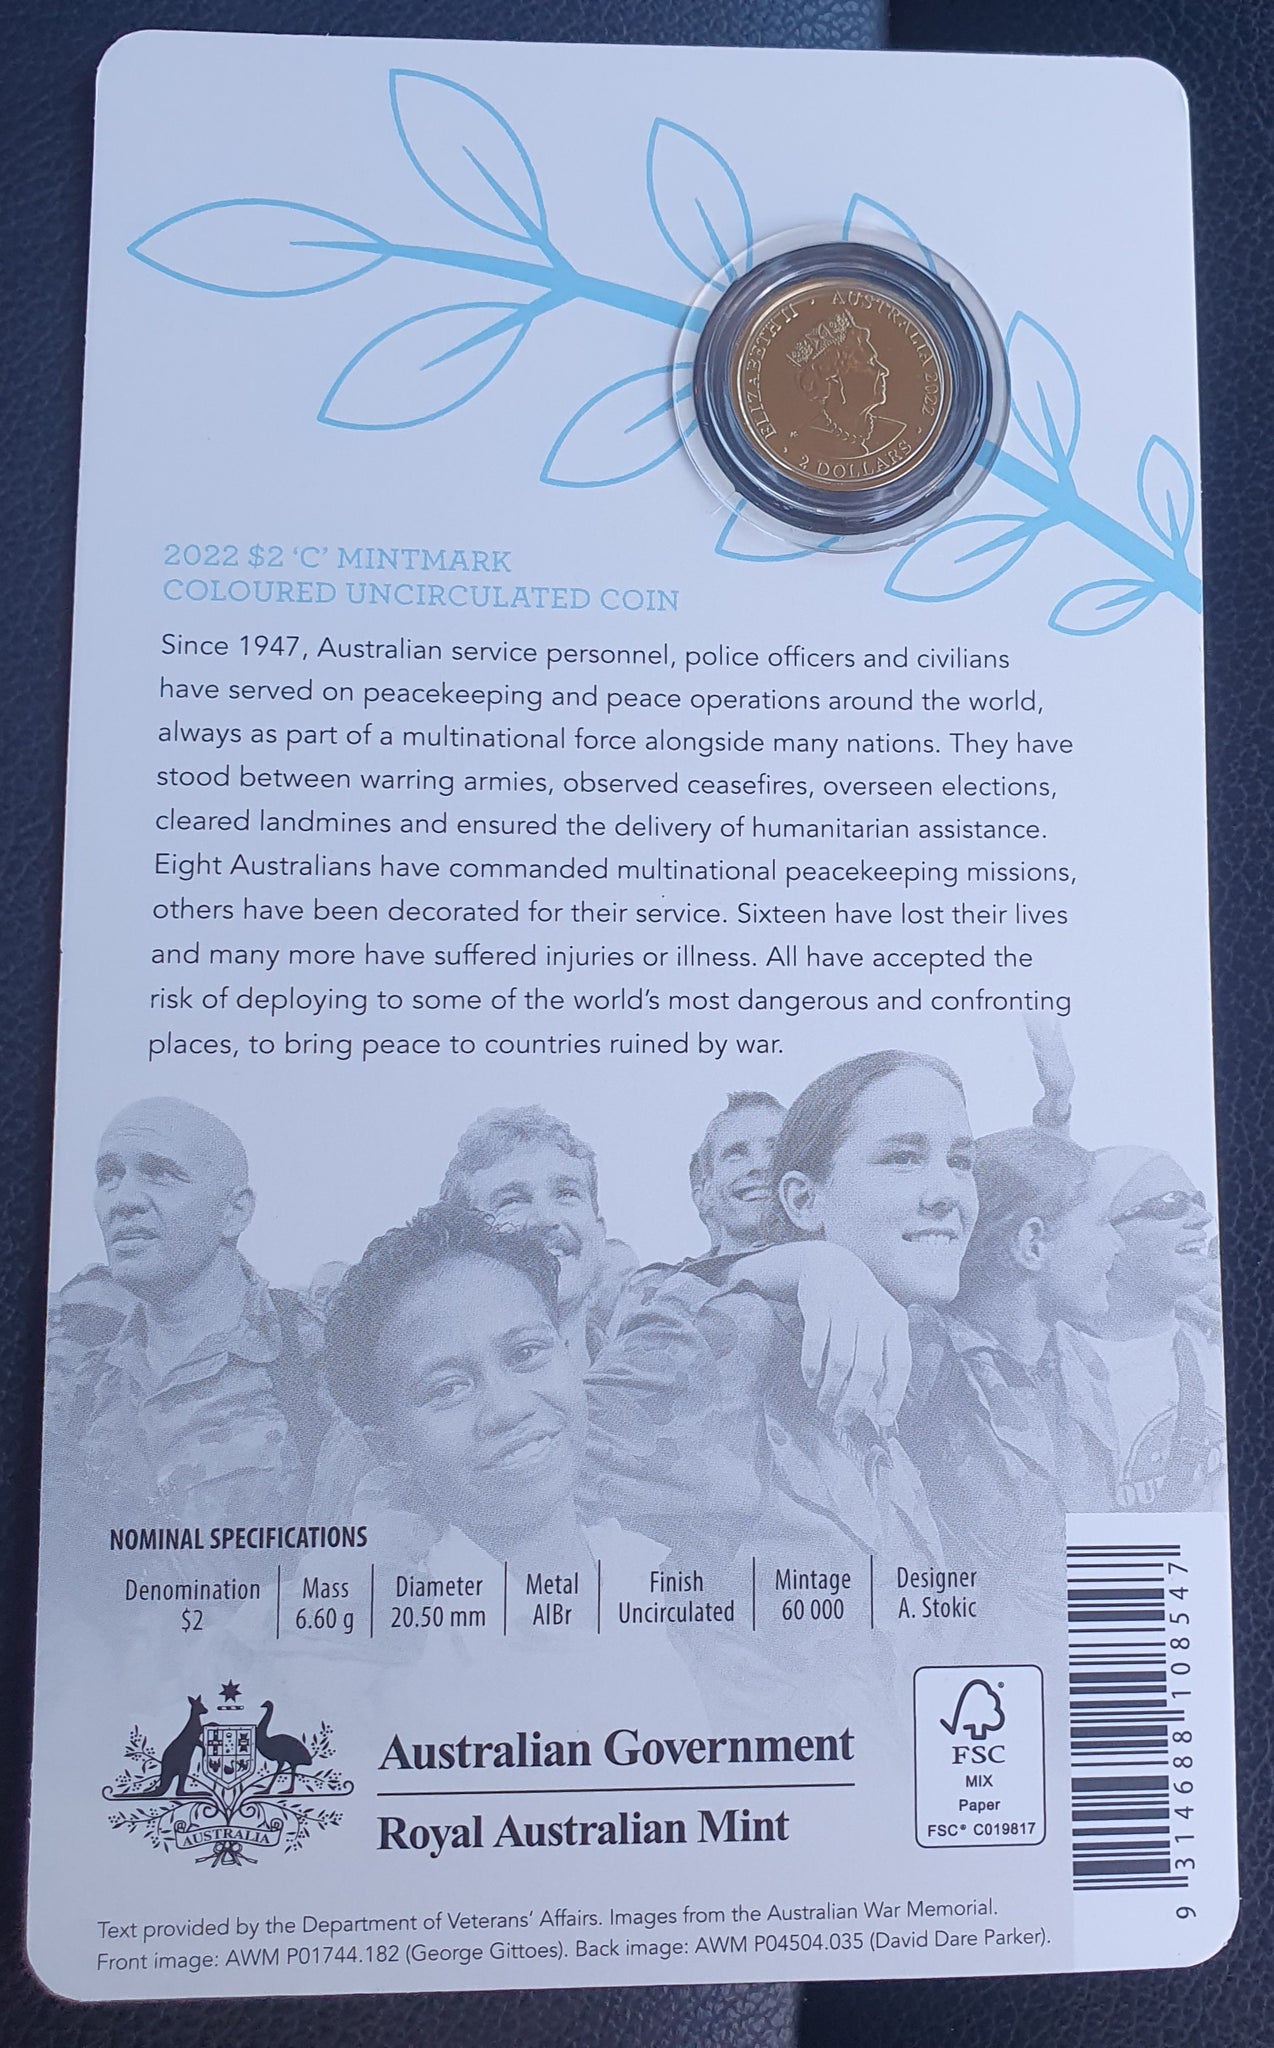 ELIZABETH II · AUSTRALIA 2022 ·
· 2 DOLLARS ·
2022 $2 ‘C’ MINTMARK
COLOURED UNCIRCULATED COIN
Since 1947, Australian service personnel, police officers and civilians
have served on peacekeeping and peace operations around the world,
always as part of a multinational force alongside many nations. They have
stood between warring armies, observed ceasefires, overseen elections,
cleared landmines and ensured the delivery of humanitarian assistance.
Eight Australians have commanded multinational peacekeeping missions,
others have been decorated for their service. Sixteen have lost their lives
and many more have suffered injuries or illness. All have accepted the
risk of deploying to some of the world’s most dangerous and confronting
places, to bring peace to countries ruined by war.
NOMINAL SPECIFICATIONS
Denomination Mass Diameter Metal Finish Mintage Designer
$2 6.60 g 20.50 mm AlBr Uncirculated 60 000 A. Stokic
AUSTRALIA
Australian Government
Royal Australian Mint
FSC
MIX
Paper
FSC® C019817
9 314688 108547
Text provided by the Department of Veterans’ Affairs. Images from the Australian War Memorial.
Front image: AWM P01744.182 (George Gittoes). Back image: AWM P04504.035 (David Dare Parker).